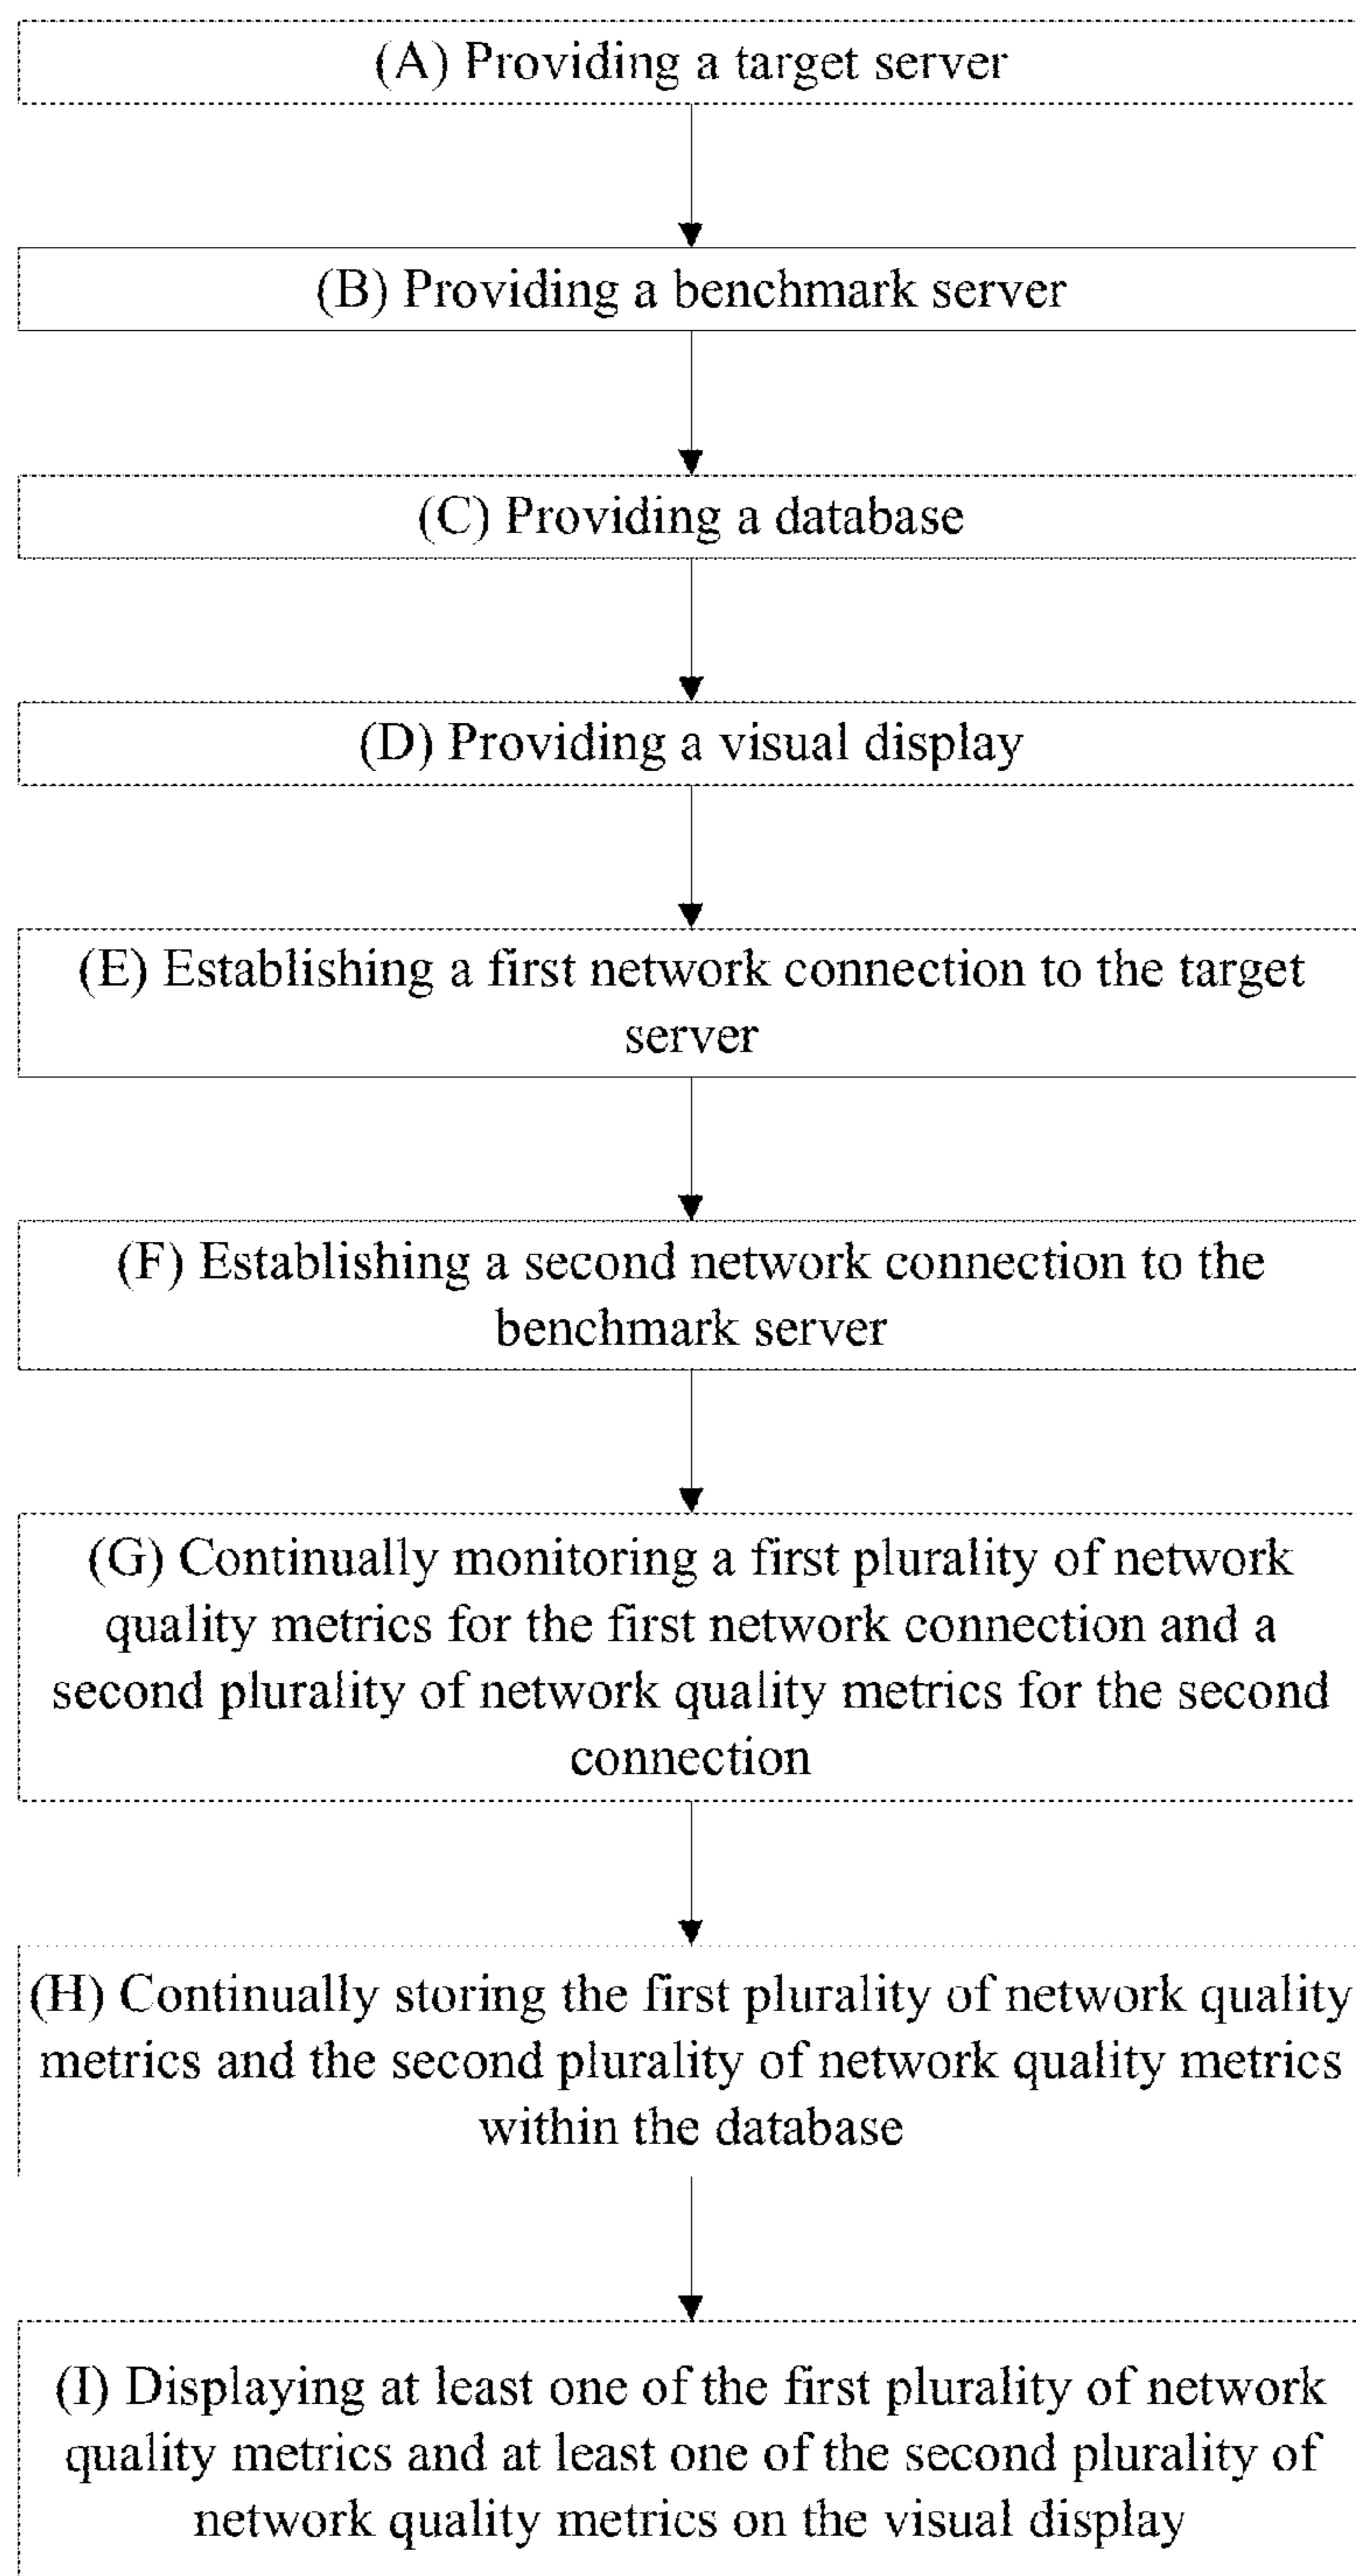 (A) Providing a target server
(B) Providing a benchmark server
(C) Providing a database
(D) Providing a visual display
(E) Establishing a first network connection to the target
server
(F) Establishing a second network connection to the
benchmark server
(G) Continually monitoring a first plurality of network
quality metrics for the first network connection and a
second plurality of network quality metrics for the second
connection
(H) Continually storing the first plurality of network quality
metrics and the second plurality of network quality metrics
within the database
(I) Displaying at least one of the first plurality of network
quality metrics and at least one of the second plurality of
network quality metrics on the visual display